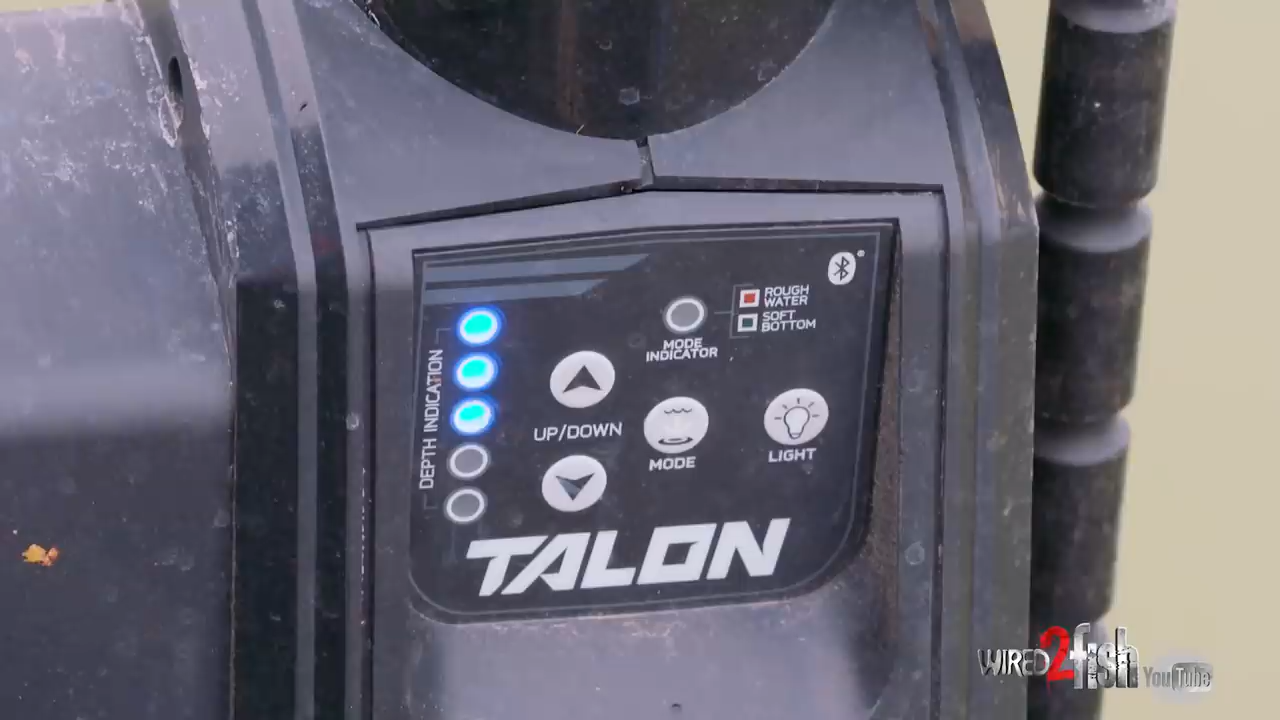 ROUGH
WATER
SOFT
BOTTOM
MODE
INDICATOR
DEPTH INDICATION
UP/DOWN
MODE
LIGHT
TALON
WIRED2fish
YouTube